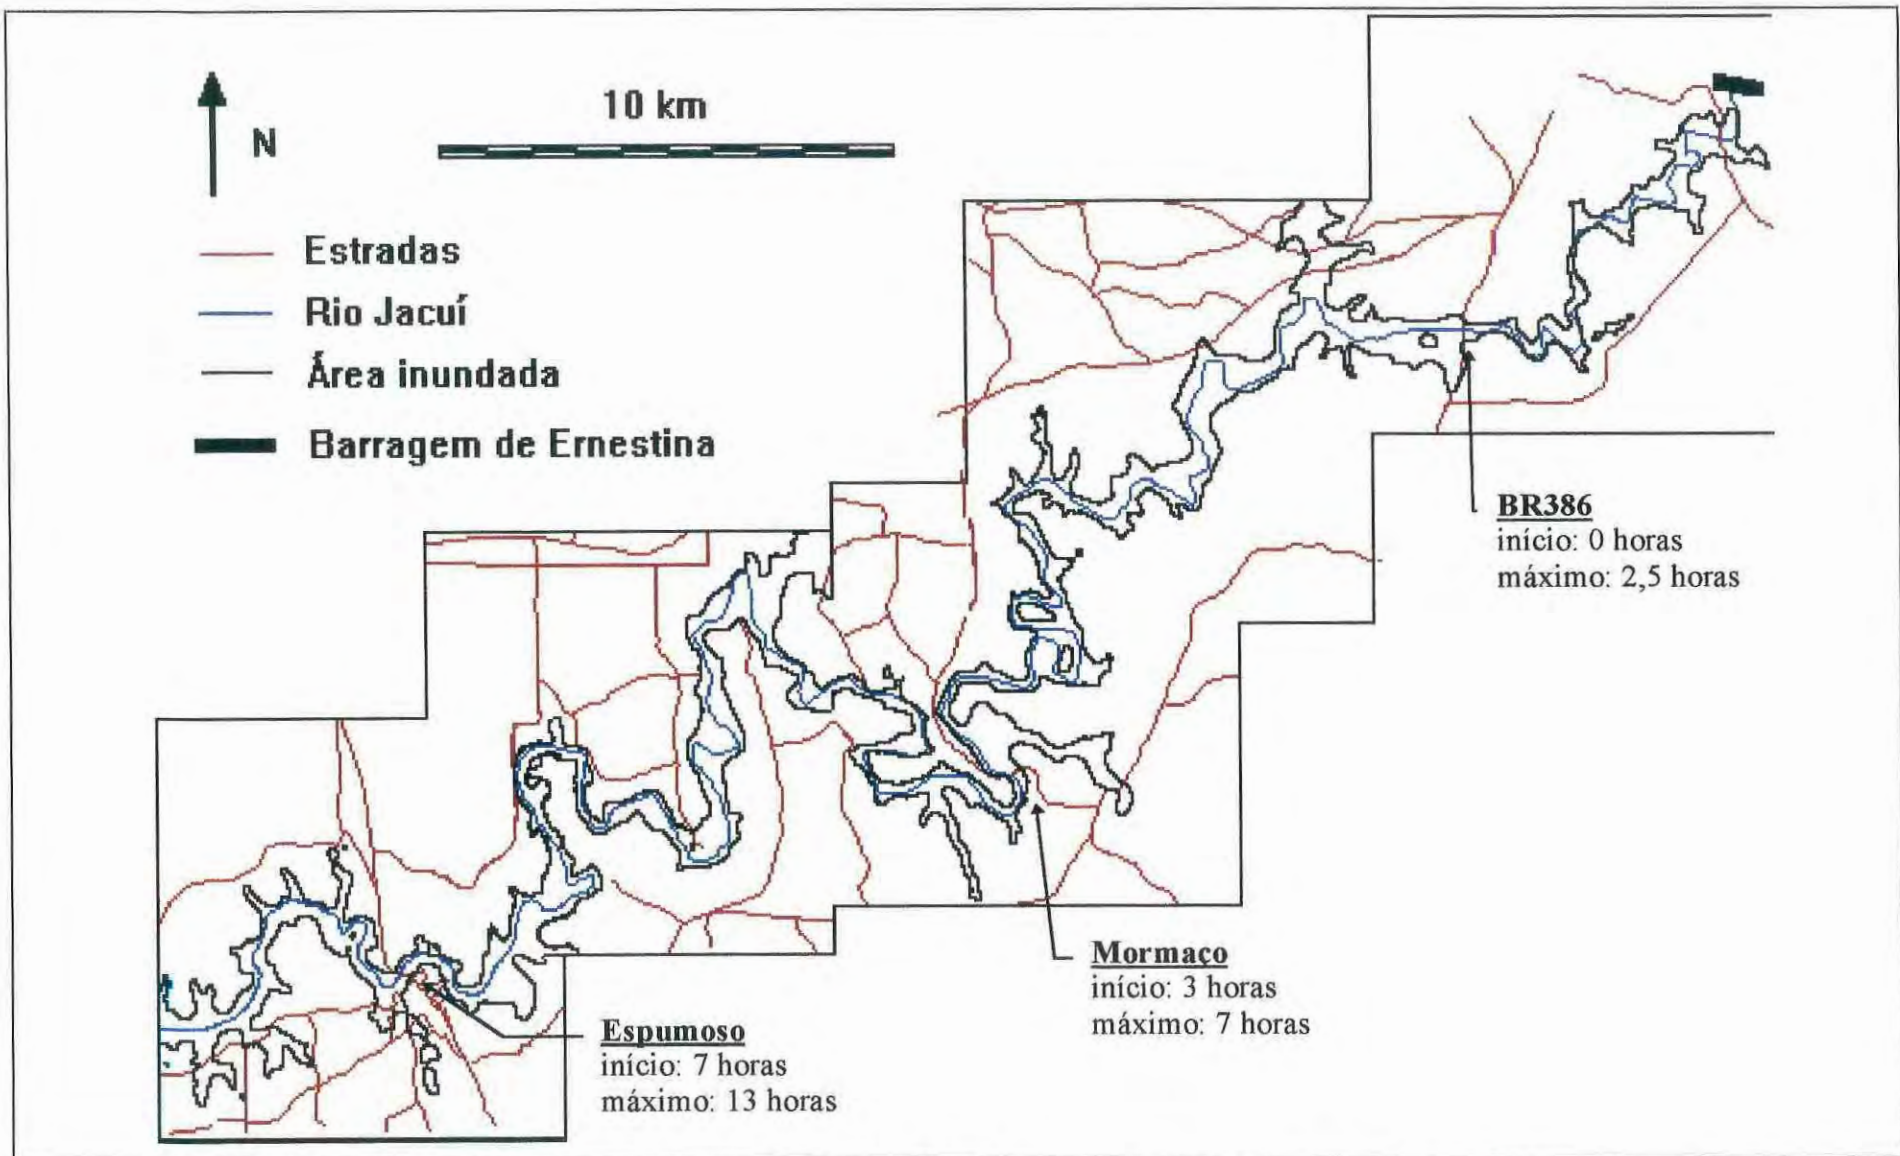 10 km
N
Estradas
Rio Jacuí
Área inundada
Barragem de Ernestina
BR386
início: 0 horas
máximo: 2,5 horas
Mormaço
início: 3 horas
máximo: 7 horas
Espumoso
início: 7 horas
máximo: 13 horas